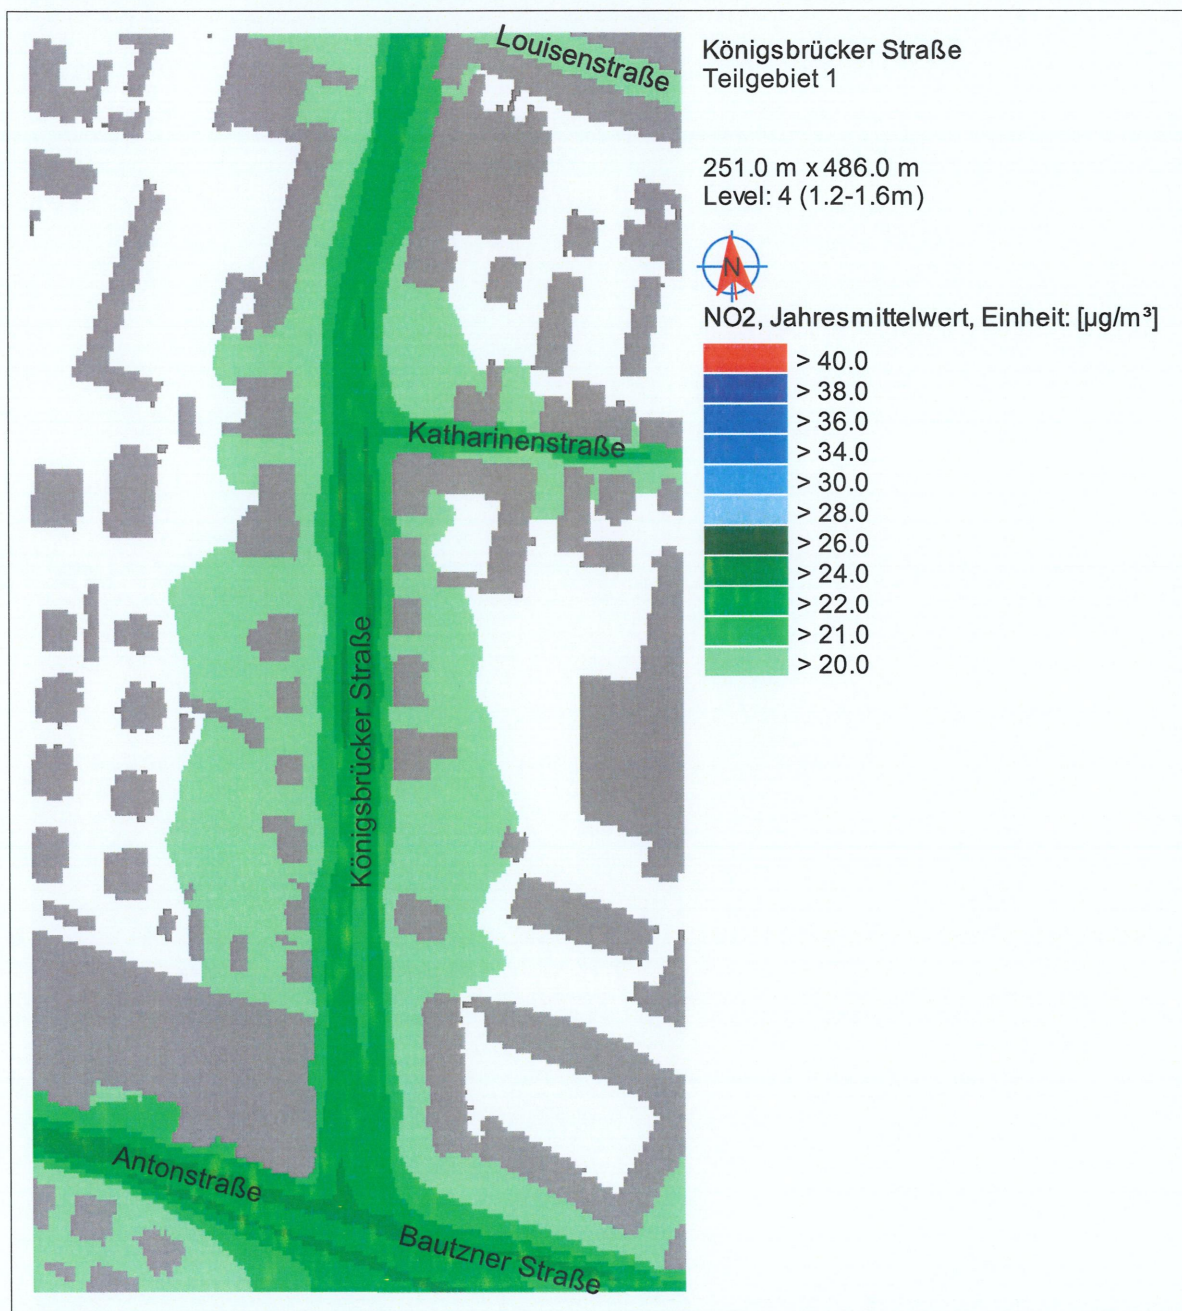 Louisenstraße
Königsbrücker Straße
Teilgebiet 1
251.0 m x 486.0 m
Level: 4 (1.2-1.6m)
N
NO2, Jahresmittelwert, Einheit: [µg/m³]
> 40.0
> 38.0
> 36.0
> 34.0
> 30.0
> 28.0
> 26.0
> 24.0
> 22.0
> 21.0
> 20.0
Katharinenstraße
Königsbrücker Straße
Antonstraße
Bautzner Straße